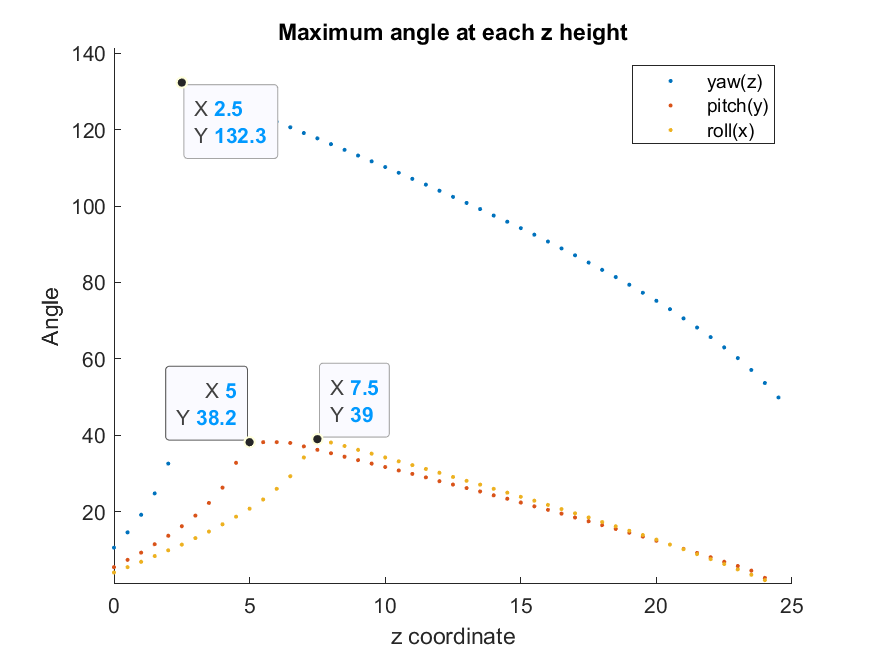 Maximum angle at each z height
140
120
100
80
60
40
20
0
5
10
15
20
25
Angle
z coordinate
yaw(z)
pitch(y)
roll(x)
X 2.5
Y 132.3
X 5
Y 38.2
X 7.5
Y 39